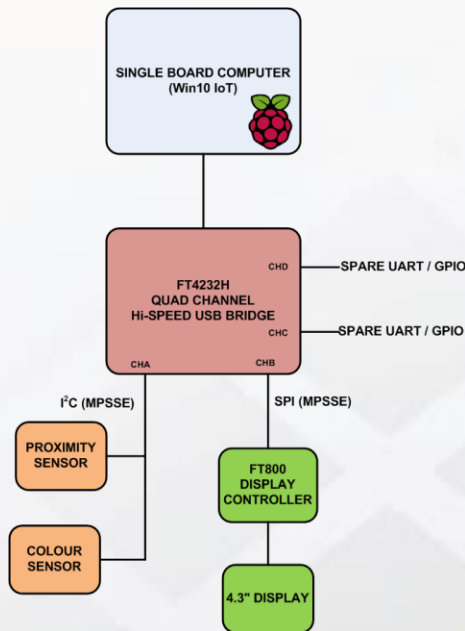 SINGLE BOARD COMPUTER
(Win10 IoT)
CHD
SPARE UART / GPIO
FT4232H
QUAD CHANNEL
Hi-SPEED USB BRIDGE
CHC
SPARE UART / GPIO
CHA
CHB
I²C (MPSSE)
SPI (MPSSE)
PROXIMITY
SENSOR
FT800
DISPLAY
CONTROLLER
COLOUR
SENSOR
4.3" DISPLAY